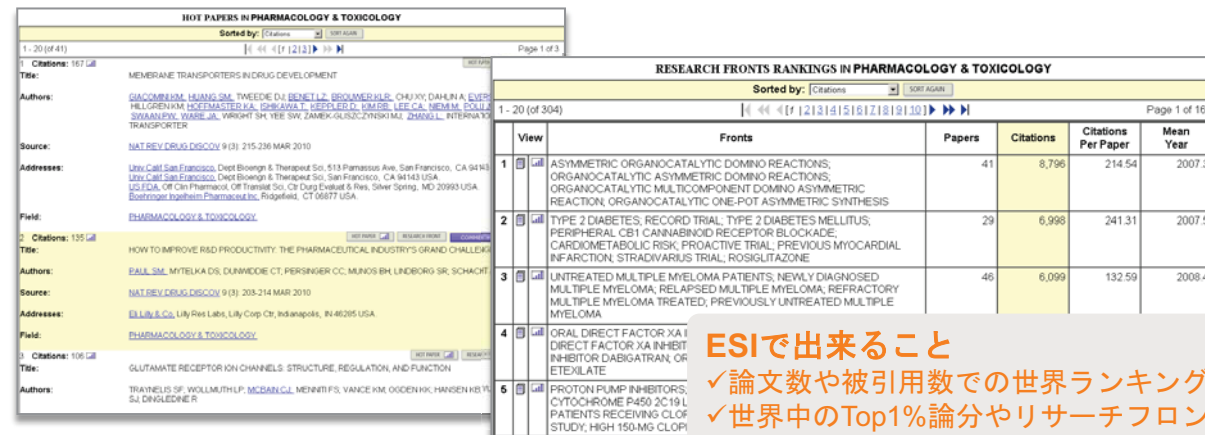 HOT PAPERS IN PHARMACOLOGY & TOXICOLOGY
Sorted by: Citations SORT AGAIN
1 - 20 (of 41) [1 | 2 | 3] Page 1 of 3
1 Citations: 167
Title: MEMBRANE TRANSPORTERS IN DRUG DEVELOPMENT
Authors: GIACOMINI KM, HUANG SM, TWEEDIE DJ, BENET LZ, BROUWER KLR, CHU XY, DAHLIN A,
HILLGREN KM, HOFFMASTER KA, ISHIKAWA T, KEPPLER D, KIM RB, LEE CA, NIEMI M,
SWAAN PW, WARE JA, WRIGHT SH, YEE SW, ZAMEK-GLISZCZYNSKI MJ, ZHANG L,
TRANSPORTER
Source: NAT REV DRUG DISCOV 9 (3): 215-236 MAR 2010
Addresses: Univ Calif San Francisco, Dept Bioengn & Therapeut Sci, 513 Parnassus Ave, San Francisco, CA 94143
Univ Calif San Francisco, Dept Bioengn & Therapeut Sci, San Francisco, CA 94143 USA.
US FDA, Off Clin Pharmacol, Off Translat Sci, Ctr Durg Evaluat & Res, Silver Spring, MD 20993 USA.
Boehringer Ingelheim Pharmaceut Inc, Ridgefield, CT 06877 USA.
Field: PHARMACOLOGY & TOXICOLOGY
2 Citations: 135 HOT PAPER RESEARCH FRONT
Title: HOW TO IMPROVE R&D PRODUCTIVITY: THE PHARMACEUTICAL INDUSTRY'S GRAND
Authors: PAUL SM, MYTELKA DS, DUNWIDDIE CT, PERSINGER CC, MUNOS BH, LINDBORG SR, SCHACHT
Source: NAT REV DRUG DISCOV 9 (3): 203-214 MAR 2010
Addresses: Eli Lilly & Co, Lilly Res Labs, Lilly Corp Ctr, Indianapolis, IN 46285 USA.
Field: PHARMACOLOGY & TOXICOLOGY
3 Citations: 106 HOT PAPER
Title: GLUTAMATE RECEPTOR ION CHANNELS: STRUCTURE, REGULATION, AND FUNCTION
Authors: TRAYNELIS SF, WOLLMUTH LP, MCBAIN CJ, MENNITI FS, VANCE KM, OGDEN KK, HANSEN KB
SJ, DINGLEDINE R
RESEARCH FRONTS RANKINGS IN PHARMACOLOGY & TOXICOLOGY
Sorted by: Citations SORT AGAIN
1 - 20 (of 304) [1 | 2 | 3 | 4 | 5 | 6 | 7 | 8 | 9 | 10] Page 1 of 16
View Fronts Papers Citations Citations Per Paper Mean Year
1 ASYMMETRIC ORGANOCATALYTIC DOMINO REACTIONS; 41 8,796 214.54 2007.
ORGANOCATALYTIC ASYMMETRIC DOMINO REACTIONS;
ORGANOCATALYTIC MULTICOMPONENT DOMINO ASYMMETRIC
REACTION; ORGANOCATALYTIC ONE-POT ASYMMETRIC SYNTHESIS
2 TYPE 2 DIABETES; RECORD TRIAL; TYPE 2 DIABETES MELLITUS; 29 6,998 241.31 2007.5
PERIPHERAL CB1 CANNABINOID RECEPTOR BLOCKADE;
CARDIOMETABOLIC RISK; PROACTIVE TRIAL; PREVIOUS MYOCARDIAL
INFARCTION; STRADIVARIUS TRIAL; ROSIGLITAZONE
3 UNTREATED MULTIPLE MYELOMA PATIENTS; NEWLY DIAGNOSED 46 6,099 132.59 2008.4
MULTIPLE MYELOMA; RELAPSED MULTIPLE MYELOMA; REFRACTORY
MULTIPLE MYELOMA TREATED; PREVIOUSLY UNTREATED MULTIPLE
MYELOMA
4 ORAL DIRECT FACTOR XA
DIRECT FACTOR XA INHIBIT
INHIBITOR DABIGATRAN; OR
ETEXILATE
5 PROTON PUMP INHIBITORS;
CYTOCHROME P450 2C19
PATIENTS RECEIVING CLOP
STUDY; HIGH 150-MG CLOP
ESIで出来ること
✓論文数や被引用数での世界ランキング
✓世界中のTop1%論分やリサーチフロン